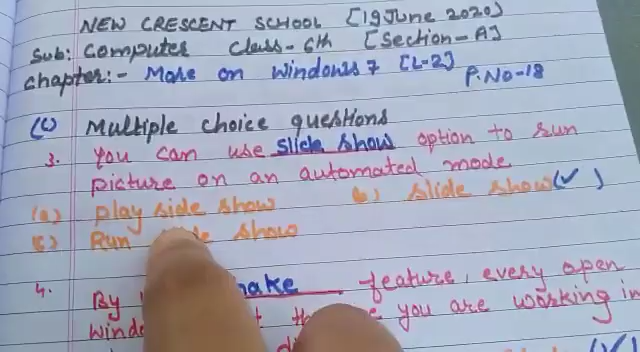 NEW CRESCENT SCHOOL [19 June 2020]
Sub: Computer Class-6th [Section-A]
Chapter:- More on Windows 7 [L-2] P.No-18
(C) Multiple choice questions
3. You can use slide show option to run
picture on an automated mode
(a) Play side show b) Slide show (✓)
(c) Run show
4. By feature, every open
you are working in